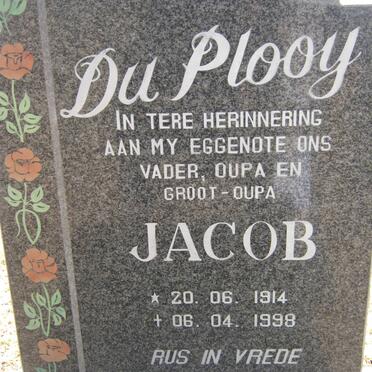 Du Plooy
IN TERE HERINNERING
AAN MY EGGENOTE ONS
VADER, OUPA EN
GROOT-OUPA
JACOB
★ 20. 06. 1914
+ 06. 04. 1998
RUS IN VREDE